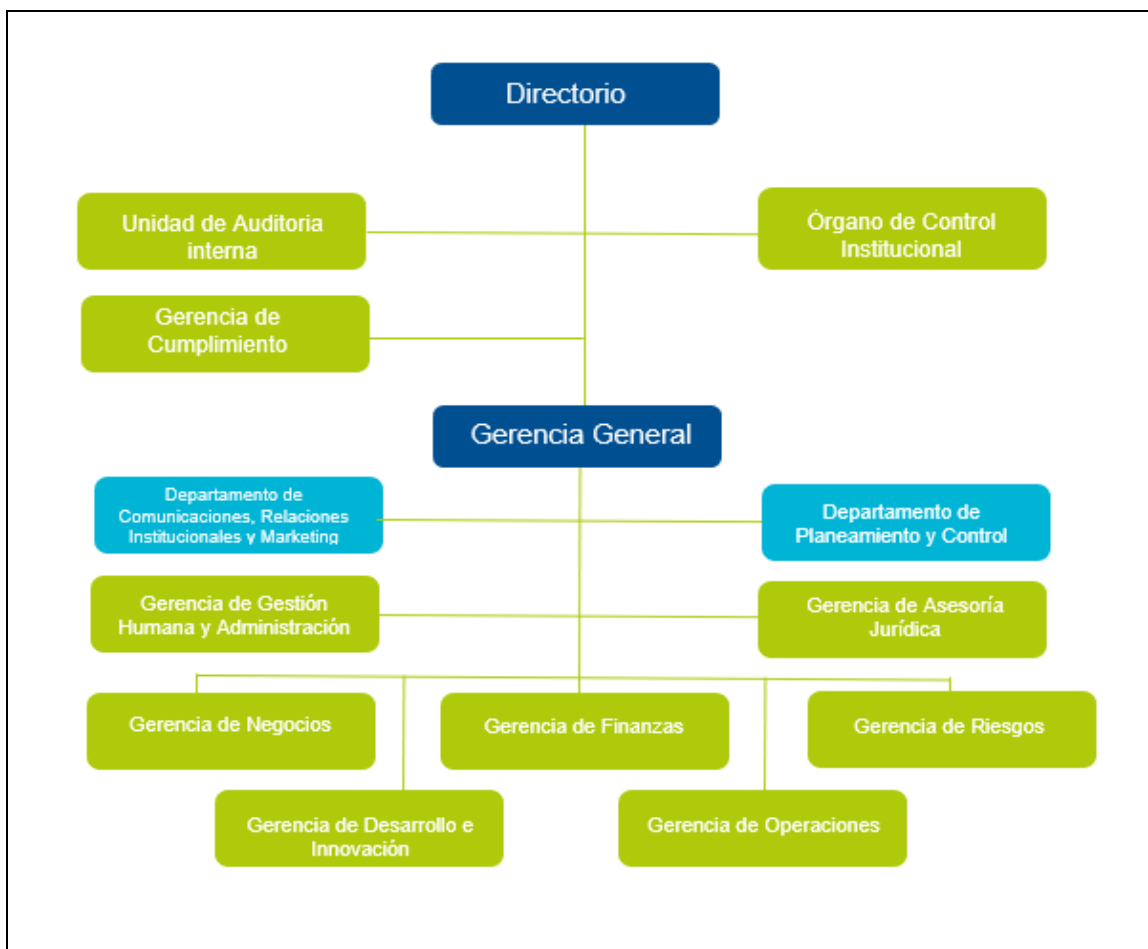 Directorio
Unidad de Auditoria
interna
Órgano de Control
Institucional
Gerencia de
Cumplimiento
Gerencia General
Departamento de
Comunicaciones, Relaciones
Institucionales y Marketing
Departamento de
Planeamiento y Control
Gerencia de Gestión
Humana y Administración
Gerencia de Asesoría
Jurídica
Gerencia de Negocios
Gerencia de Finanzas
Gerencia de Riesgos
Gerencia de Desarrollo e
Innovación
Gerencia de Operaciones